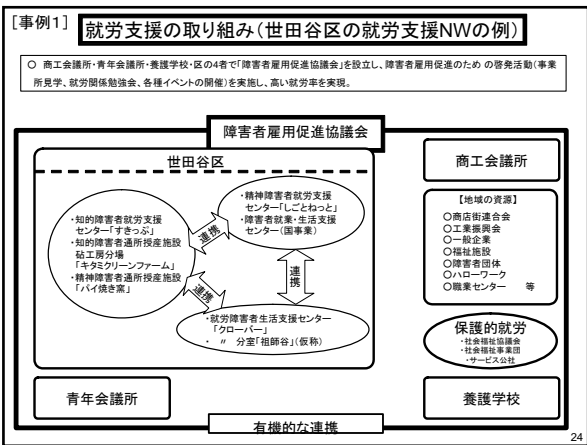 [事例1]
就労支援の取り組み(世田谷区の就労支援NWの例)
○ 商工会議所・青年会議所・養護学校・区の4者で「障害者雇用促進協議会」を設立し、障害者雇用促進のため の啓発活動(事業
所見学、就労関係勉強会、各種イベントの開催)を実施し、高い就労率を実現。
障害者雇用促進協議会
世田谷区
・知的障害者就労支援
センター「すきっぷ」
・知的障害者通所授産施設
砧工房分場
「キタミクリーンファーム」
・精神障害者通所授産施設
「パイ焼き窯」
連携
・精神障害者就労支援
センター「しごとねっと」
・障害者就業・生活支援
センター(国事業)
連携
連携
・就労障害者生活支援センター
「クローバー」
・ 〃 分室「祖師谷」(仮称)
商工会議所
【地域の資源】
○商店街連合会
○工業振興会
○一般企業
○福祉施設
○障害者団体
○ハローワーク
○職業センター 等
保護的就労
・社会福祉協議会
・社会福祉事業団
・サービス公社
青年会議所
有機的な連携
養護学校
24